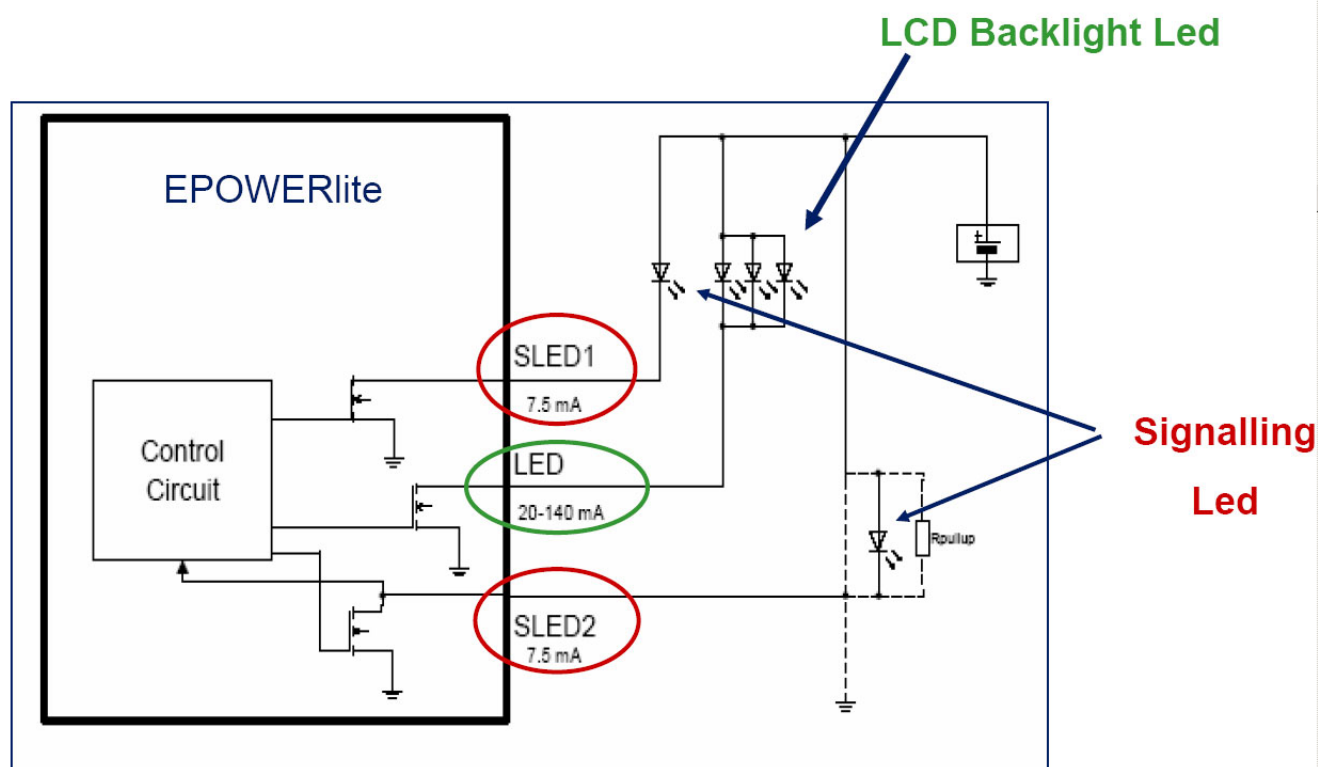 LCD Backlight Led
EPOWERlite
SLED1
7.5 mA
Control
Circuit
LED
20-140 mA
Signalling
Led
Rpullup
SLED2
7.5 mA
+